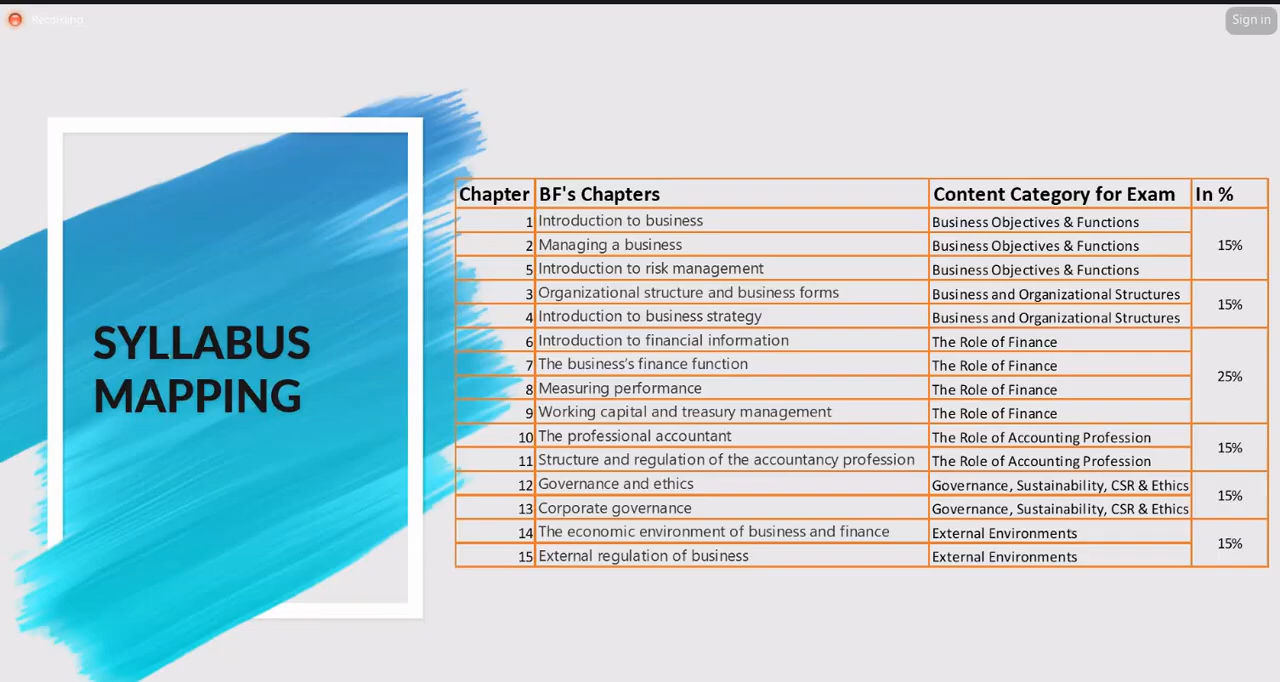 Recording
Sign in
SYLLABUS
MAPPING
Chapter BF's Chapters Content Category for Exam In %
1 Introduction to business Business Objectives & Functions
2 Managing a business Business Objectives & Functions 15%
5 Introduction to risk management Business Objectives & Functions
3 Organizational structure and business forms Business and Organizational Structures 15%
4 Introduction to business strategy Business and Organizational Structures
6 Introduction to financial information The Role of Finance
7 The business's finance function The Role of Finance 25%
8 Measuring performance The Role of Finance
9 Working capital and treasury management The Role of Finance
10 The professional accountant The Role of Accounting Profession 15%
11 Structure and regulation of the accountancy profession The Role of Accounting Profession
12 Governance and ethics Governance, Sustainability, CSR & Ethics 15%
13 Corporate governance Governance, Sustainability, CSR & Ethics
14 The economic environment of business and finance External Environments 15%
15 External regulation of business External Environments